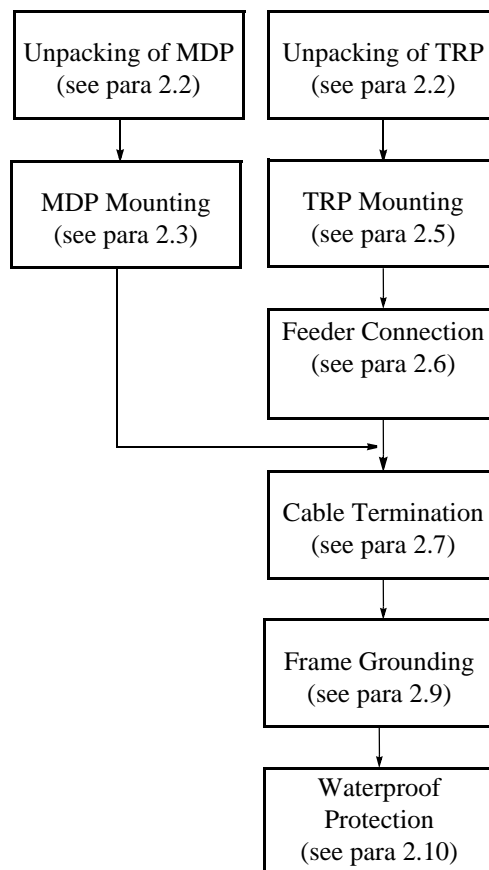 Unpacking of MDP
(see para 2.2)
Unpacking of TRP
(see para 2.2)
MDP Mounting
(see para 2.3)
TRP Mounting
(see para 2.5)
Feeder Connection
(see para 2.6)
Cable Termination
(see para 2.7)
Frame Grounding
(see para 2.9)
Waterproof
Protection
(see para 2.10)